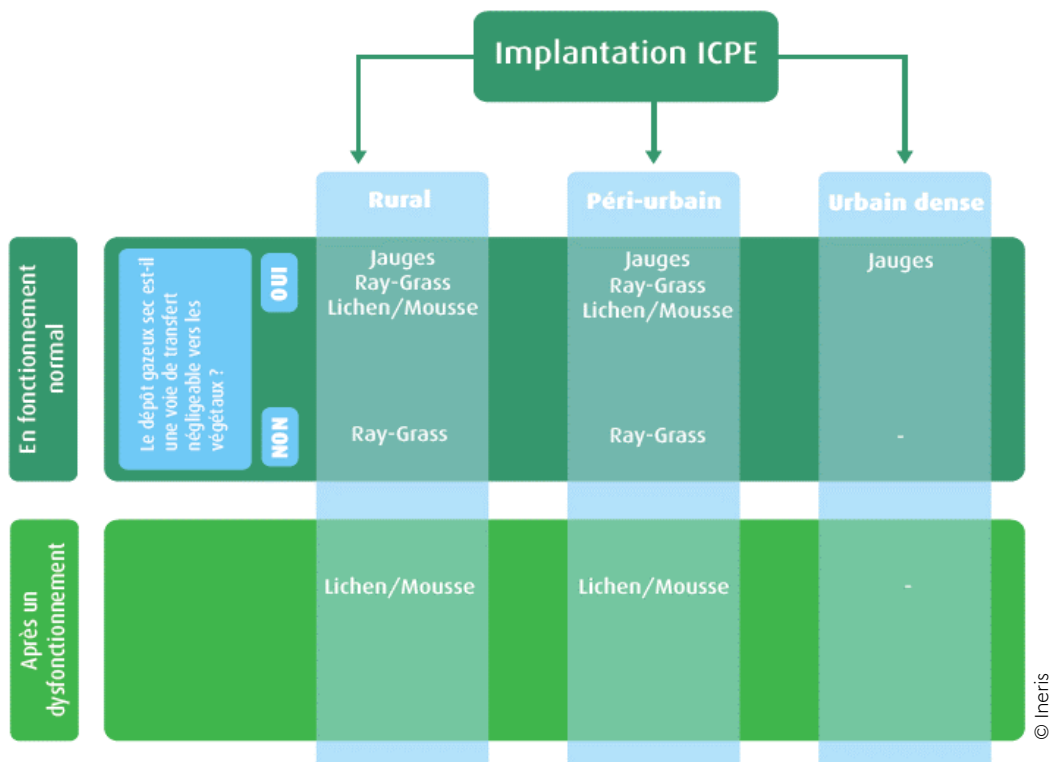 Implantation ICPE
Rural
Péri-urbain
Urbain dense
En fonctionnement
normal
Le dépôt gazeux sec est-il
une voie de transfert
négligeable vers les
végétaux ?
OUI
Jauges
Ray-Grass
Lichen/Mousse
Jauges
Ray-Grass
Lichen/Mousse
Jauges
NON
Ray-Grass
Ray-Grass
-
Après un
dysfonctionnement
Lichen/Mousse
Lichen/Mousse
-
© Ineris